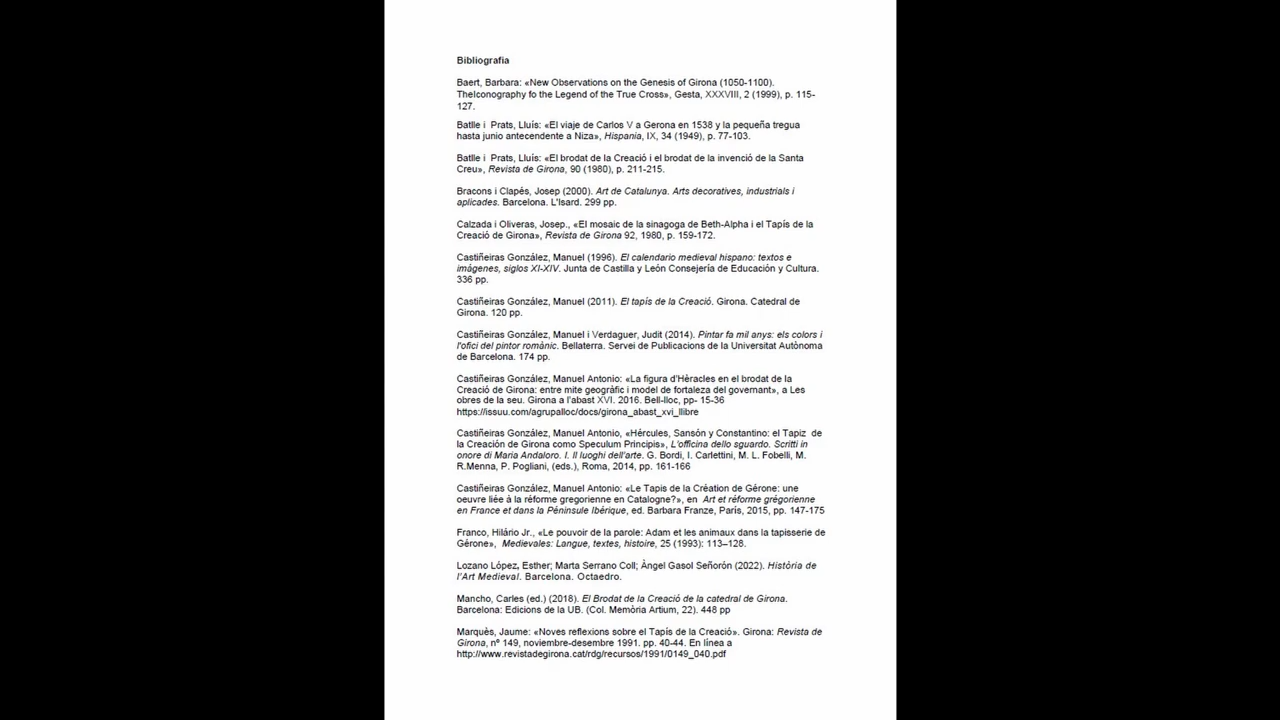 Bibliografia
Baert, Barbara: «New Observations on the Genesis of Girona (1050-1100).
TheIconography fo the Legend of the True Cross», Gesta, XXXVIII, 2 (1999), p. 115-
127.
Batlle i Prats, Lluís: «El viaje de Carlos V a Gerona en 1538 y la pequeña tregua
hasta junio antecendente a Niza», Hispania, IX, 34 (1949), p. 77-103.
Batlle i Prats, Lluís: «El brodat de la Creació i el brodat de la invenció de la Santa
Creu», Revista de Girona, 90 (1980), p. 211-215.
Bracons i Clapés, Josep (2000). Art de Catalunya. Arts decoratives, industrials i
aplicades. Barcelona. L'Isard. 299 pp.
Calzada i Oliveras, Josep., «El mosaic de la sinagoga de Beth-Alpha i el Tapís de la
Creació de Girona», Revista de Girona 92, 1980, p. 159-172.
Castiñeiras González, Manuel (1996). El calendario medieval hispano: textos e
imágenes, siglos XI-XIV. Junta de Castilla y León Consejería de Educación y Cultura.
336 pp.
Castiñeiras González, Manuel (2011). El tapís de la Creació. Girona. Catedral de
Girona. 120 pp.
Castiñeiras González, Manuel i Verdaguer, Judit (2014). Pintar fa mil anys: els colors i
l'ofici del pintor romànic. Bellaterra. Servei de Publicacions de la Universitat Autònoma
de Barcelona. 174 pp.
Castiñeiras González, Manuel Antonio: «La figura d'Hèracles en el brodat de la
Creació de Girona: entre mite geogràfic i model de fortaleza del governant», a Les
obres de la seu. Girona a l'abast XVI. 2016. Bell-lloc, pp- 15-36
https://issuu.com/agrupalloc/docs/girona_abast_xvi_llibre
Castiñeiras González, Manuel Antonio, «Hércules, Sansón y Constantino: el Tapiz de
la Creación de Girona como Speculum Principis», L'officina dello sguardo. Scritti in
onore di Maria Andaloro. I. Il luoghi dell'arte. G. Bordi, I. Carlettini, M. L. Fobelli, M.
R.Menna, P. Pogliani, (eds.), Roma, 2014, pp. 161-166
Castiñeiras González, Manuel Antonio: «Le Tapis de la Création de Gérone: une
oeuvre liée à la réforme gregorienne en Catalogne?», en Art et réforme grégorienne
en France et dans la Péninsule Ibérique, ed. Barbara Franze, París, 2015, pp. 147-175
Franco, Hilário Jr., «Le pouvoir de la parole: Adam et les animaux dans la tapisserie de
Gérone», Medievales: Langue, textes, histoire, 25 (1993): 113–128.
Lozano López, Esther; Marta Serrano Coll; Àngel Gasol Señorón (2022). História de
l'Art Medieval. Barcelona. Octaedro.
Mancho, Carles (ed.) (2018). El Brodat de la Creació de la catedral de Girona.
Barcelona: Edicions de la UB. (Col. Memòria Artium, 22). 448 pp
Marquès, Jaume: «Noves reflexions sobre el Tapís de la Creació». Girona: Revista de
Girona, nº 149, noviembre-desembre 1991. pp. 40-44. En línea a
http://www.revistadegirona.cat/rdg/recursos/1991/0149_040.pdf